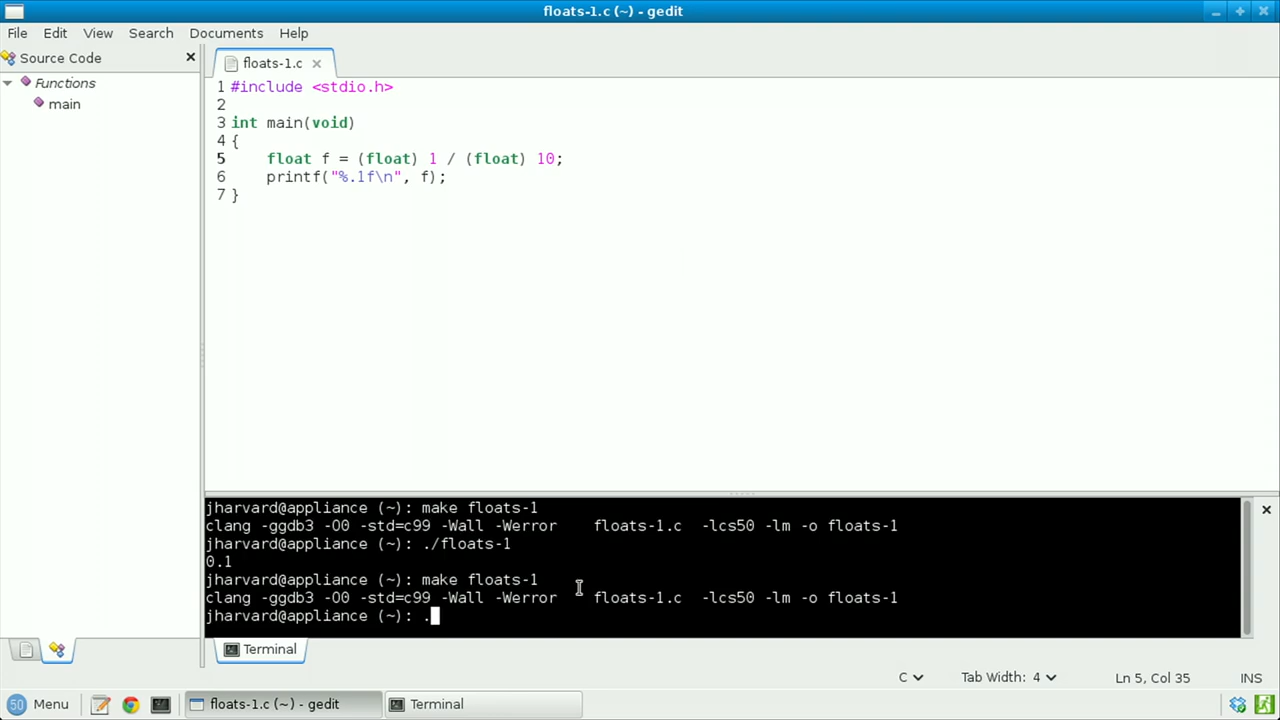 floats-1.c (~) - gedit
File Edit View Search Documents Help
Source Code
floats-1.c
Functions
main
1 #include <stdio.h>
2
3 int main(void)
4 {
5     float f = (float) 1 / (float) 10;
6     printf("%.1f\n", f);
7 }
jharvard@appliance (~): make floats-1
clang -ggdb3 -O0 -std=c99 -Wall -Werror    floats-1.c  -lcs50 -lm -o floats-1
jharvard@appliance (~): ./floats-1
0.1
jharvard@appliance (~): make floats-1
clang -ggdb3 -O0 -std=c99 -Wall -Werror    floats-1.c  -lcs50 -lm -o floats-1
jharvard@appliance (~): .
Terminal
C Tab Width: 4 Ln 5, Col 35 INS
50 Menu floats-1.c (~) - gedit Terminal